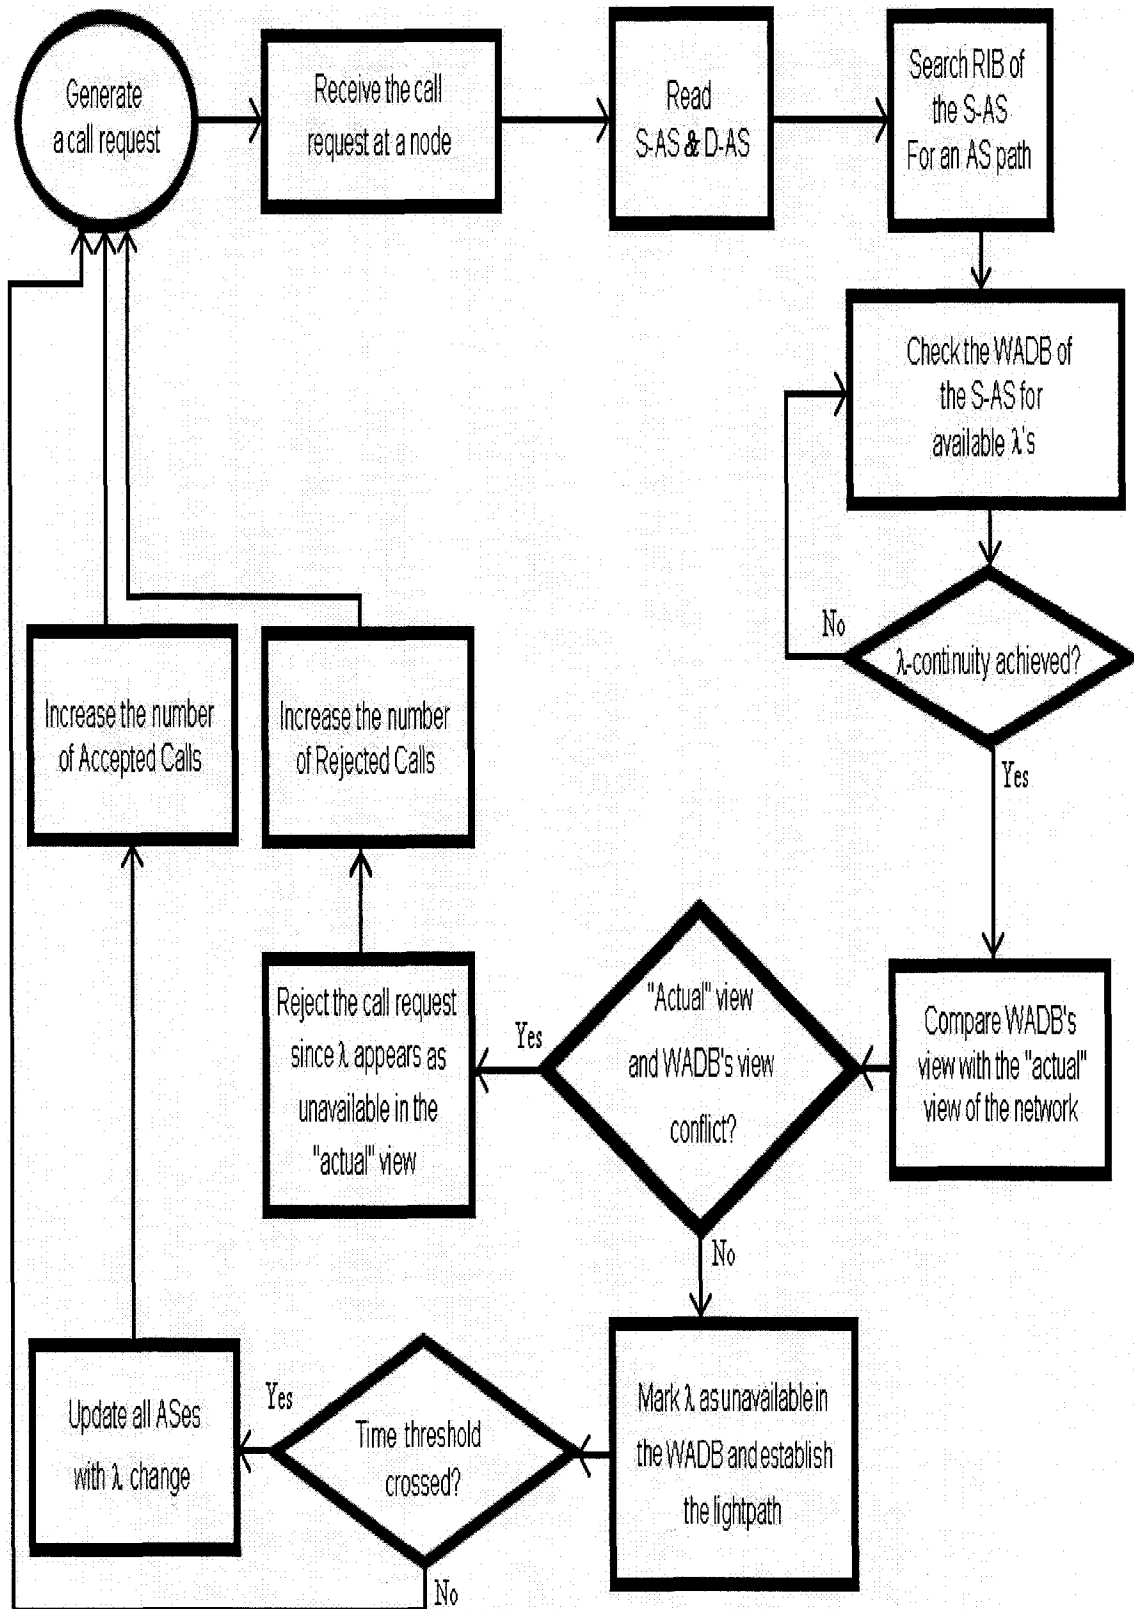 Generate
a call request
Receive the call
request at a node
Read
S-AS & D-AS
Search RIB of
the S-AS
For an AS path
Check the WADB of
the S-AS for
available λ's
No
λ-continuity achieved?
Yes
Increase the number
of Accepted Calls
Increase the number
of Rejected Calls
Compare WADB's
view with the "actual"
view of the network
"Actual" view
and WADB's view
conflict?
Yes
No
Reject the call request
since λ appears as
unavailable in the
"actual" view
Mark λ as unavailable in
the WADB and establish
the lightpath
Time threshold
crossed?
Yes
No
Update all ASes
with λ change